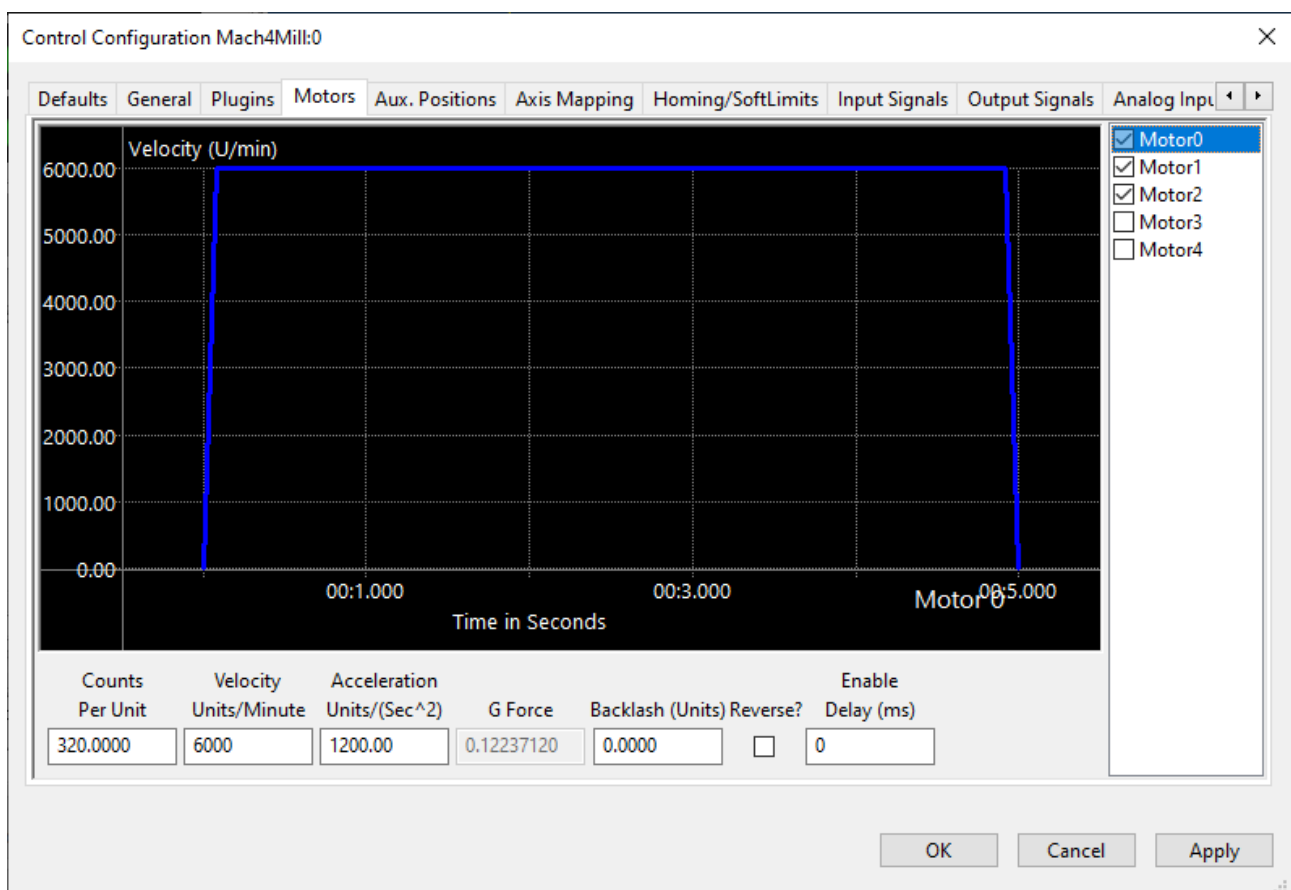 Control Configuration Mach4Mill:0
Defaults General Plugins Motors Aux. Positions Axis Mapping Homing/SoftLimits Input Signals Output Signals Analog Inpu
Velocity (U/min)
6000.00
5000.00
4000.00
3000.00
2000.00
1000.00
0.00
00:1.000 00:3.000 00:5.000
Motor 0
Time in Seconds
Motor0
Motor1
Motor2
Motor3
Motor4
Counts Velocity Acceleration Enable
Per Unit Units/Minute Units/(Sec^2) G Force Backlash (Units) Reverse? Delay (ms)
320.0000 6000 1200.00 0.12237120 0.0000 0
OK Cancel Apply